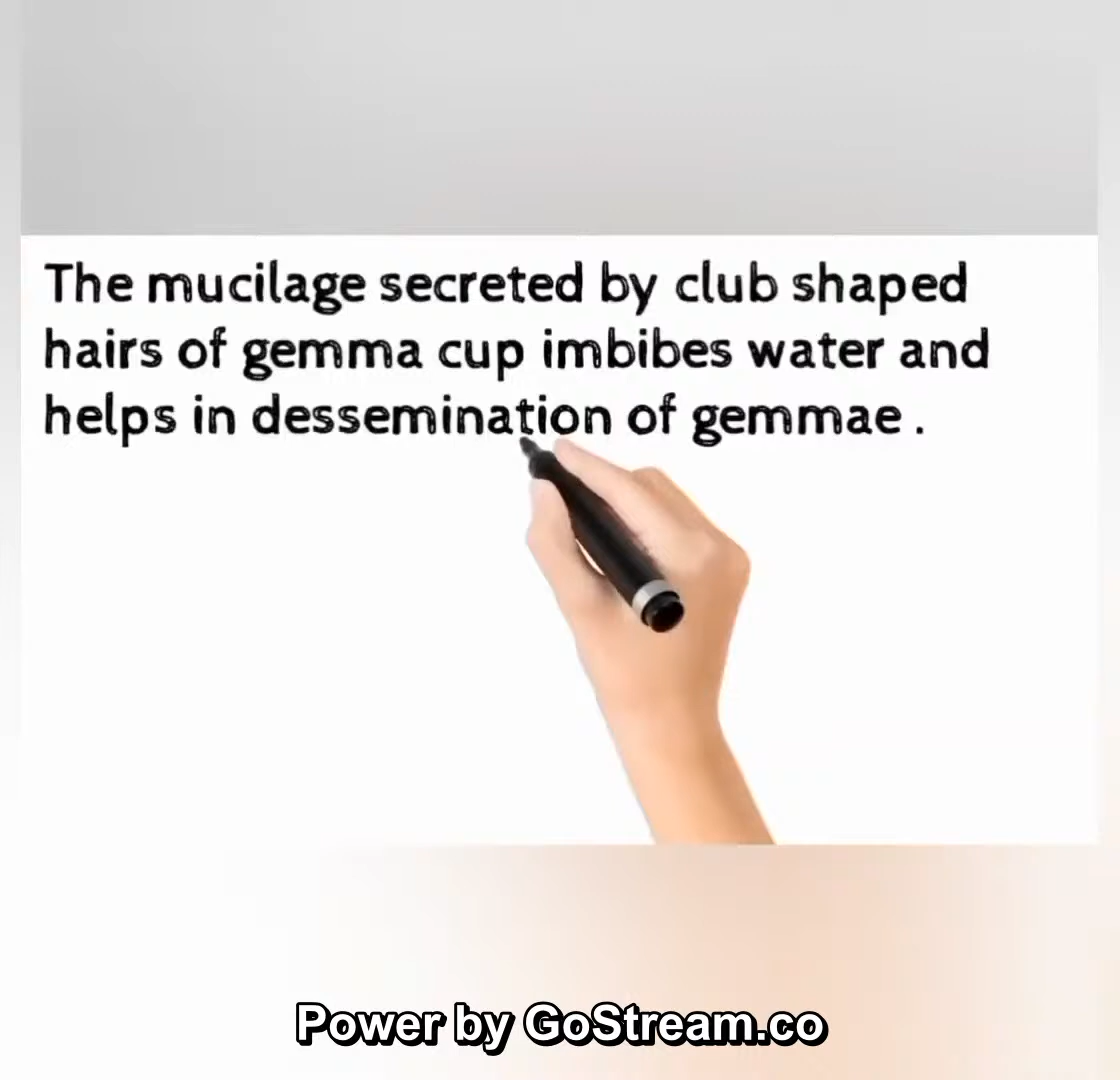 The mucilage secreted by club shaped
hairs of gemma cup imbibes water and
helps in dessemination of gemmae .
Power by GoStream.co